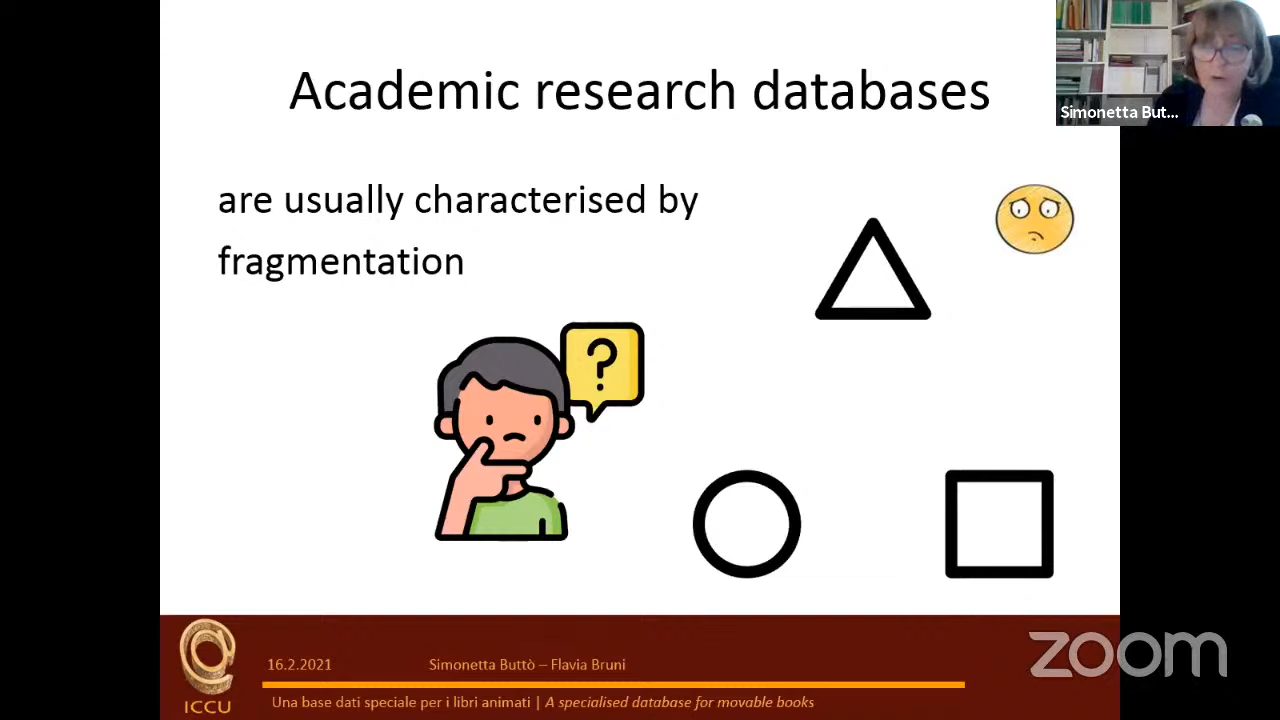 Academic research databases
Simonetta But...
are usually characterised by
fragmentation
?
16.2.2021
Simonetta Buttò – Flavia Bruni
zoom
ICCU
Una base dati speciale per i libri animati | A specialised database for movable books